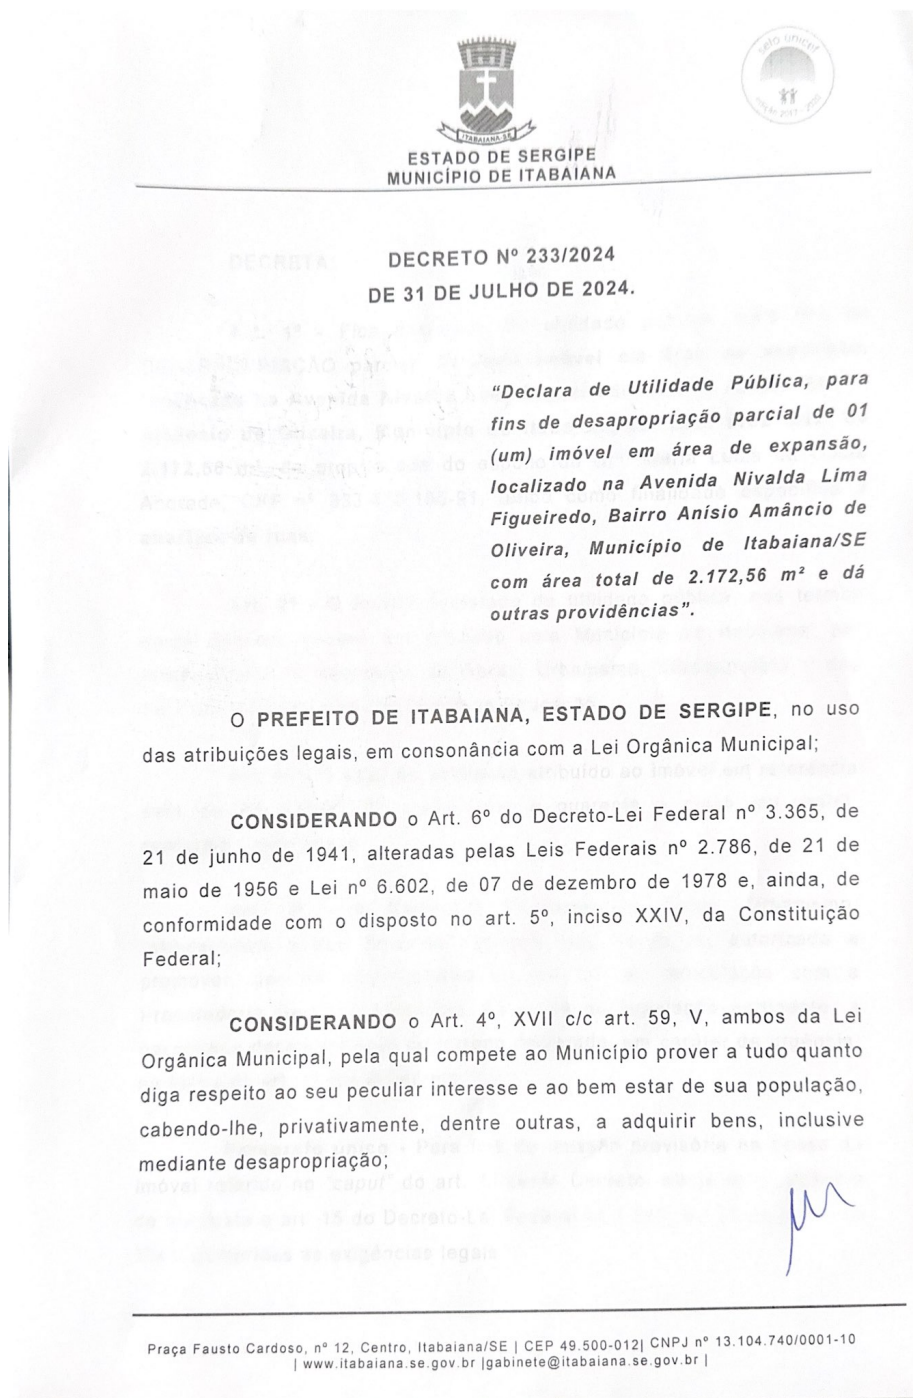 selo unicef
edição 2017 - 2020
ITABAIANA-SE
ESTADO DE SERGIPE
MUNICÍPIO DE ITABAIANA
DECRETO Nº 233/2024
DE 31 DE JULHO DE 2024.
“Declara de Utilidade Pública, para
fins de desapropriação parcial de 01
(um) imóvel em área de expansão,
localizado na Avenida Nivalda Lima
Figueiredo, Bairro Anísio Amâncio de
Oliveira, Município de Itabaiana/SE
com área total de 2.172,56 m² e dá
outras providências”.
O PREFEITO DE ITABAIANA, ESTADO DE SERGIPE, no uso
das atribuições legais, em consonância com a Lei Orgânica Municipal;
CONSIDERANDO o Art. 6º do Decreto-Lei Federal nº 3.365, de
21 de junho de 1941, alteradas pelas Leis Federais nº 2.786, de 21 de
maio de 1956 e Lei nº 6.602, de 07 de dezembro de 1978 e, ainda, de
conformidade com o disposto no art. 5º, inciso XXIV, da Constituição
Federal;
CONSIDERANDO o Art. 4º, XVII c/c art. 59, V, ambos da Lei
Orgânica Municipal, pela qual compete ao Município prover a tudo quanto
diga respeito ao seu peculiar interesse e ao bem estar de sua população,
cabendo-lhe, privativamente, dentre outras, a adquirir bens, inclusive
mediante desapropriação;
Praça Fausto Cardoso, nº 12, Centro, Itabaiana/SE | CEP 49.500-012| CNPJ nº 13.104.740/0001-10
| www.itabaiana.se.gov.br |gabinete@itabaiana.se.gov.br |